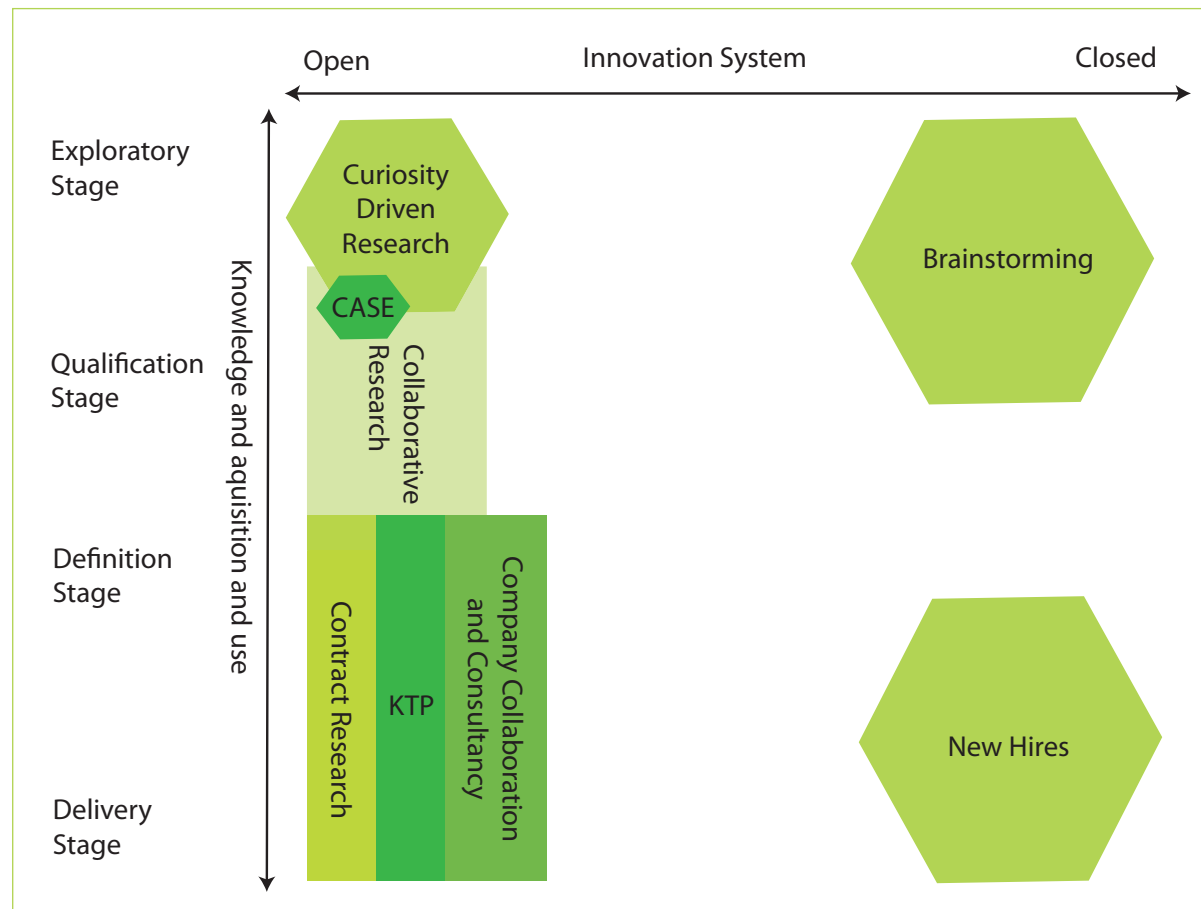 Open
Innovation System
Closed
Exploratory
Stage
Curiosity
Driven
Research
Brainstorming
CASE
Knowledge and aquisition and use
Qualification
Stage
Collaborative
Research
Definition
Stage
Contract Research
KTP
Company Collaboration
and Consultancy
New Hires
Delivery
Stage